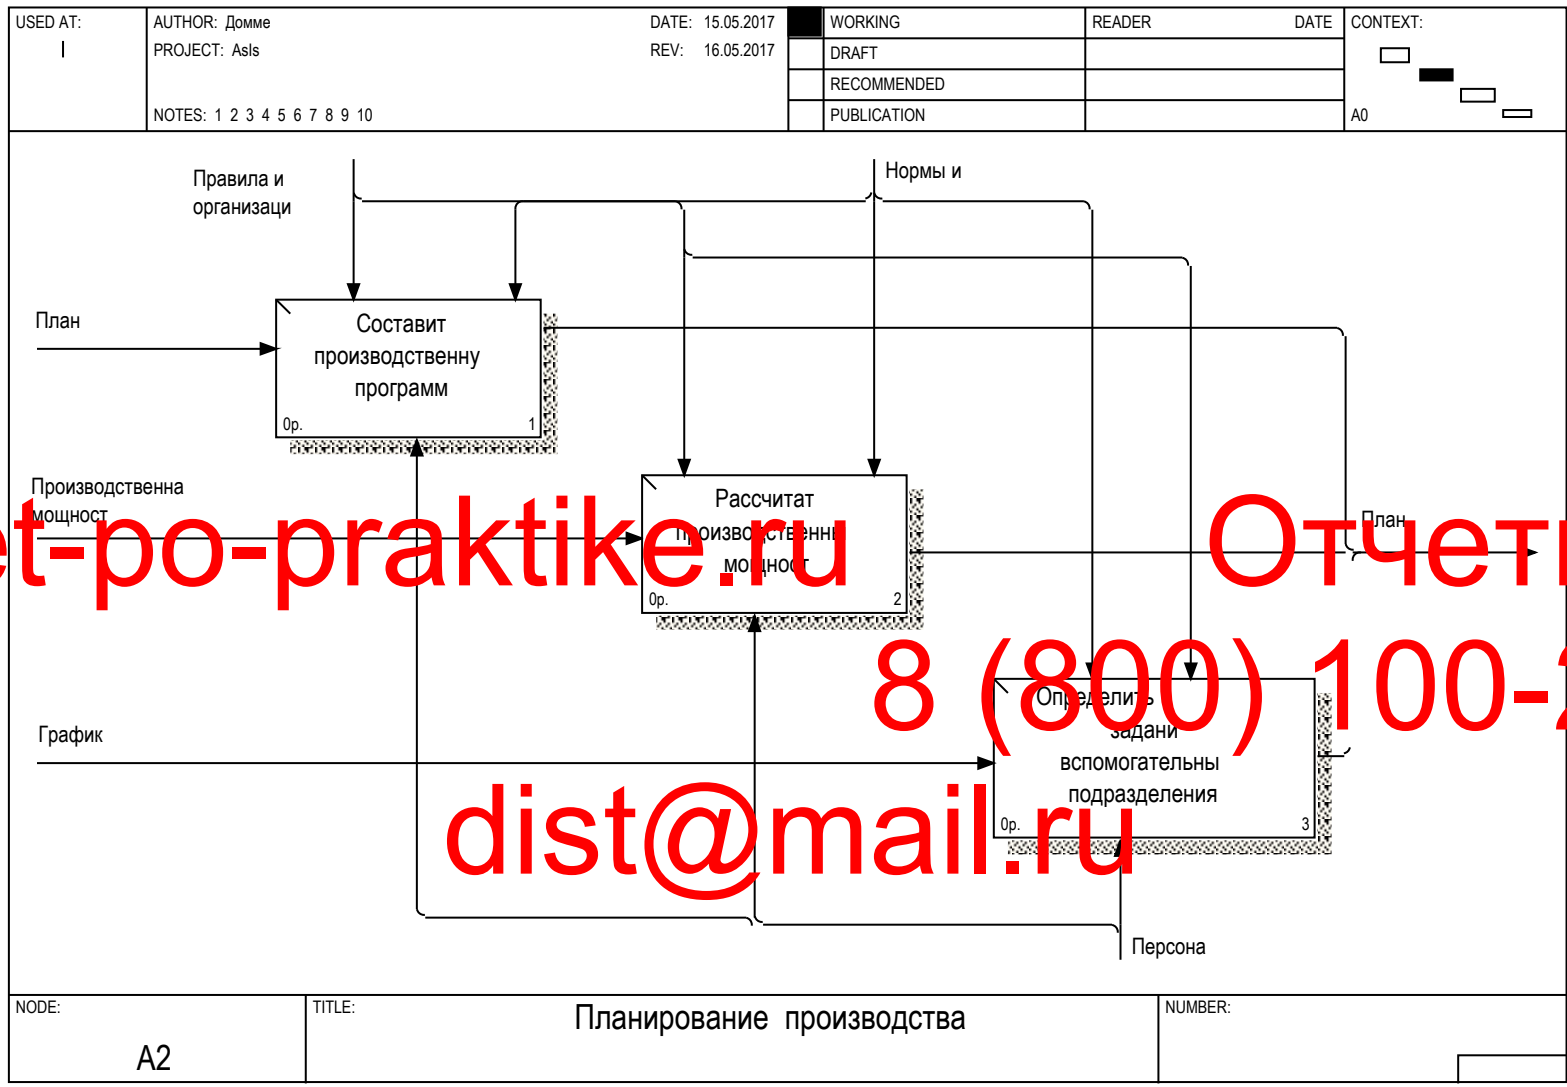 USED AT:
AUTHOR: Домме
DATE: 15.05.2017
WORKING
READER
DATE
CONTEXT:
PROJECT: AsIs
REV: 16.05.2017
DRAFT
RECOMMENDED
NOTES: 1 2 3 4 5 6 7 8 9 10
PUBLICATION
A0
Правила и
организаци
Нормы и
План
Составит
производственну
программ
0р.
1
Производственна
мощност
Рассчитат
производственны
мощност
0р.
2
План
et-po-praktike.ru
Отчет
8 (800) 100-2
График
Определить
задани
вспомогательны
подразделения
0р.
3
dist@mail.ru
Персона
NODE:
A2
TITLE:
Планирование производства
NUMBER: